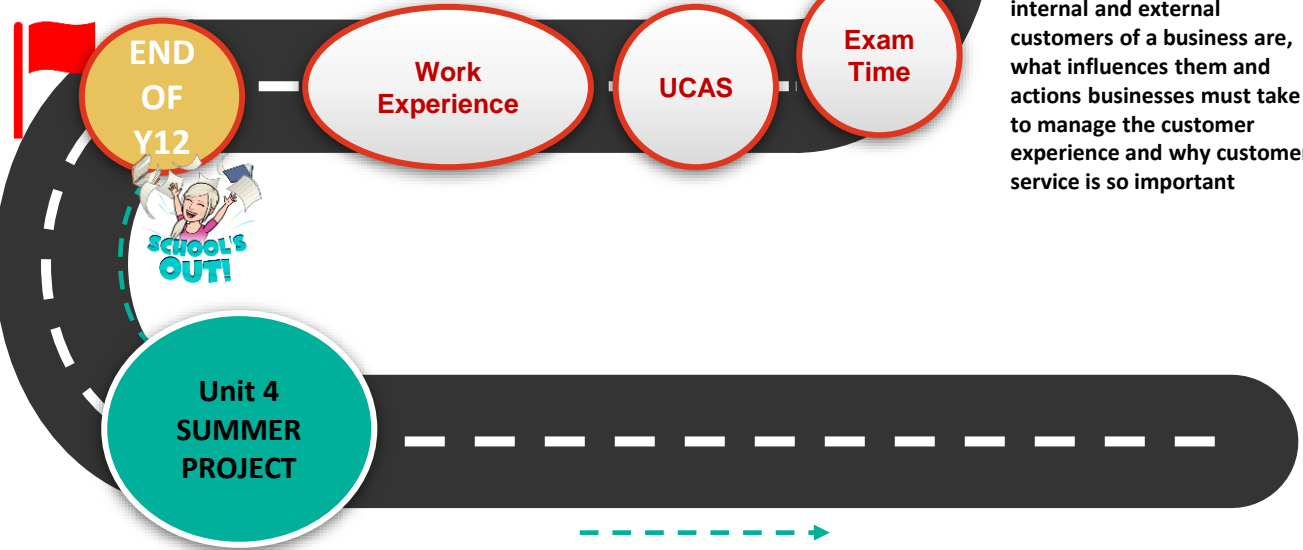 END
OF
Y12
Work
Experience
UCAS
Exam
Time
internal and external
customers of a business are,
what influences them and
actions businesses must take
to manage the customer
experience and why customer
service is so important
SCHOOL'S
OUT!
Unit 4
SUMMER
PROJECT